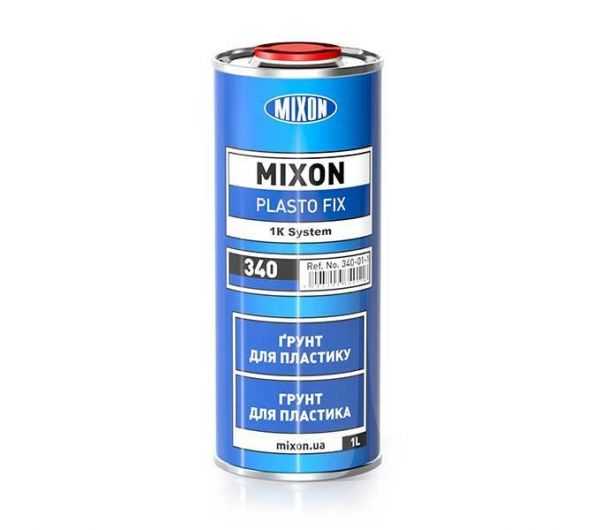 MIXON
MIXON
PLASTO FIX
1K System
340
Ref. No. 340-01-1
ҐРУНТ
ДЛЯ ПЛАСТИКУ
ГРУНТ
ДЛЯ ПЛАСТИКА
mixon.ua
1L